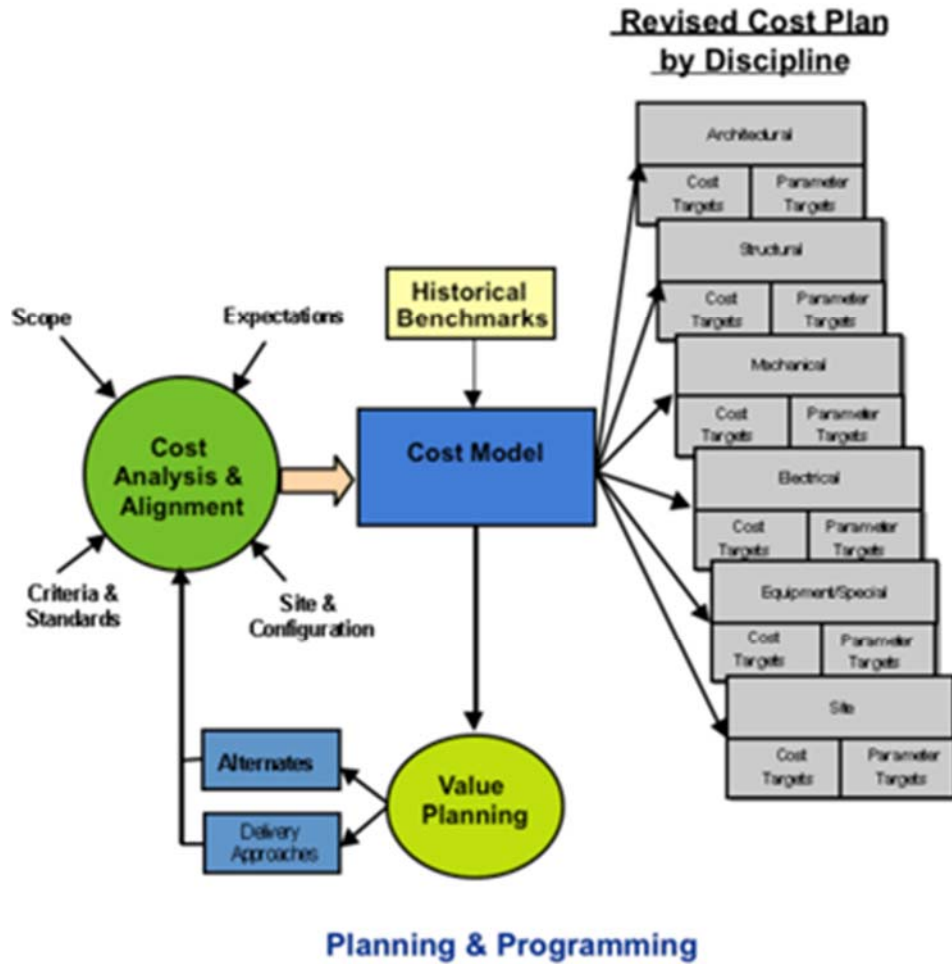 Revised Cost Plan
by Discipline
Architectural
Cost
Targets
Parameter
Targets
Structural
Cost
Targets
Parameter
Targets
Mechanical
Cost
Targets
Parameter
Targets
Electrical
Cost
Targets
Parameter
Targets
Equipment/Special
Cost
Targets
Parameter
Targets
Site
Cost
Targets
Parameter
Targets
Historical
Benchmarks
Scope
Expectations
Cost
Analysis &
Alignment
Cost Model
Criteria &
Standards
Site &
Configuration
Alternates
Delivery
Approaches
Value
Planning
Planning & Programming